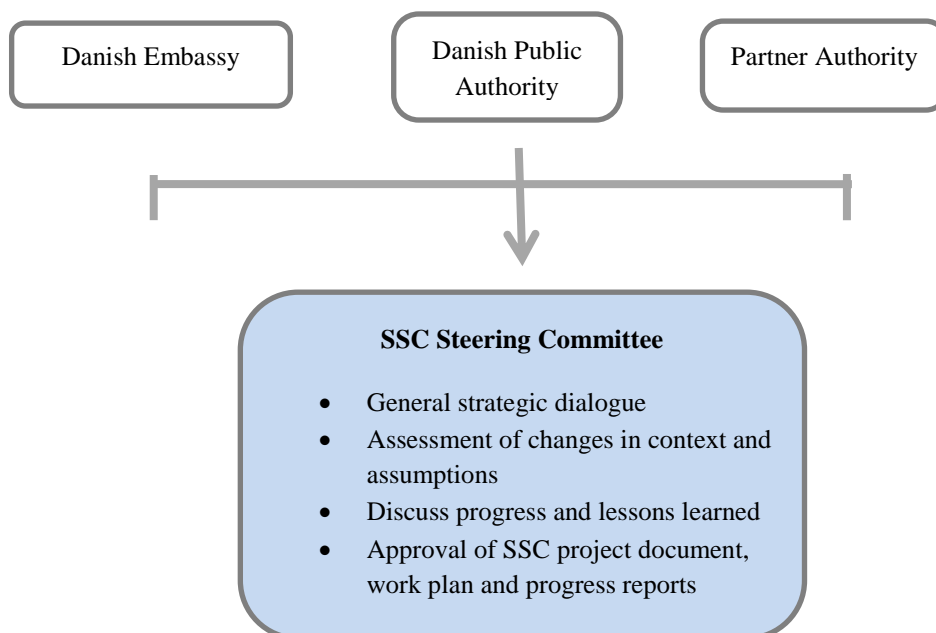 Danish Embassy
Danish Public
Authority
Partner Authority
SSC Steering Committee
• General strategic dialogue
• Assessment of changes in context and
assumptions
• Discuss progress and lessons learned
• Approval of SSC project document,
work plan and progress reports